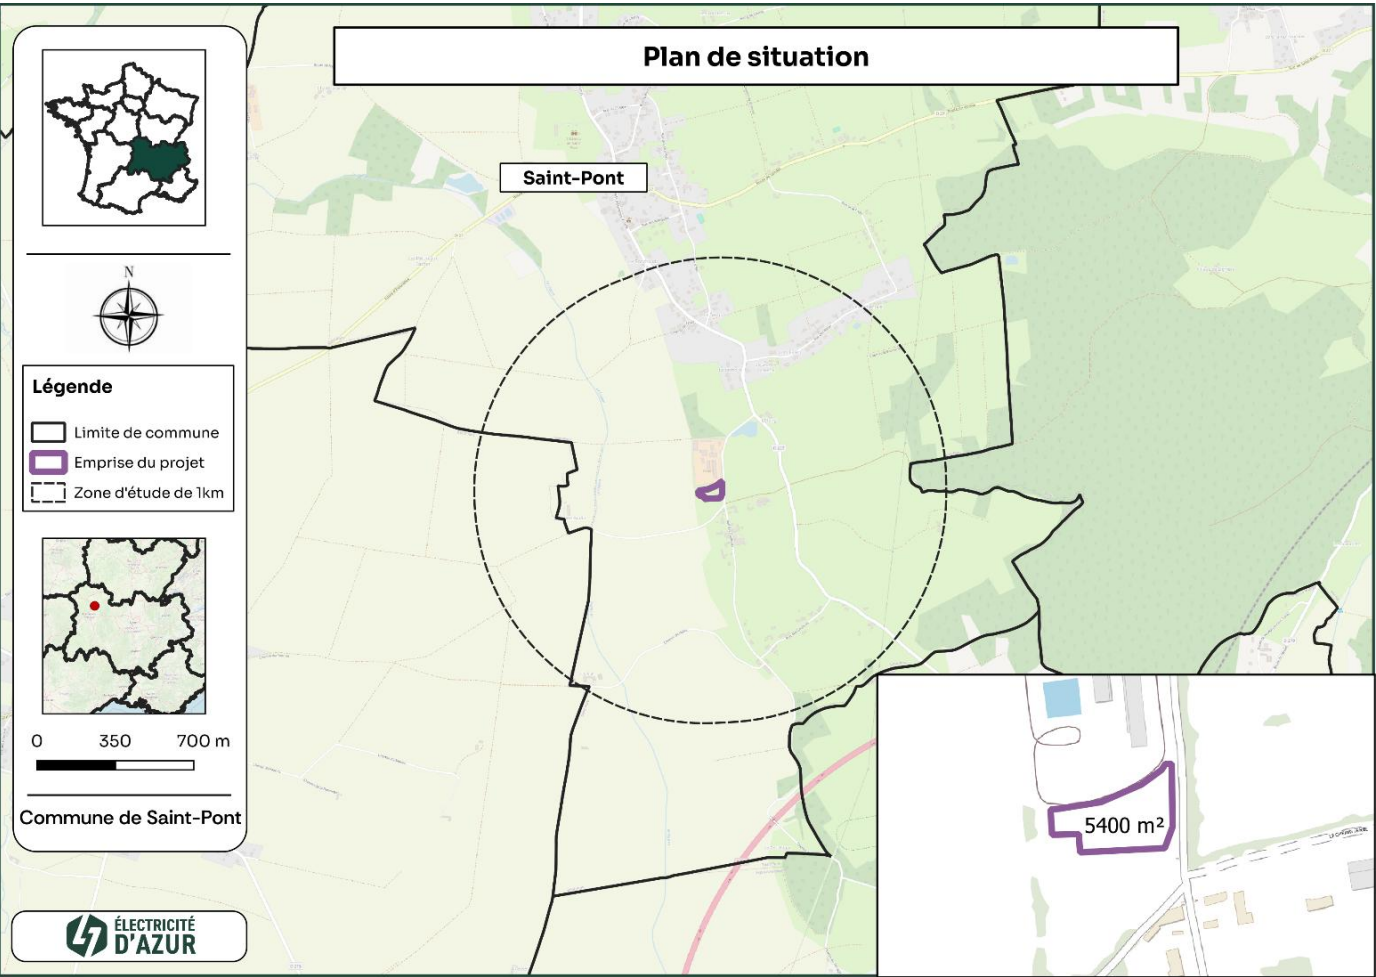 Plan de situation
Saint-Pont
N
Légende
Limite de commune
Emprise du projet
Zone d'étude de 1km
0 350 700 m
Commune de Saint-Pont
ÉLECTRICITÉ
D'AZUR
5400 m²